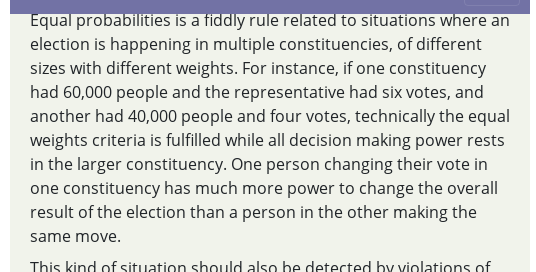 Equal probabilities is a fiddly rule related to situations where an
election is happening in multiple constituencies, of different
sizes with different weights. For instance, if one constituency
had 60,000 people and the representative had six votes, and
another had 40,000 people and four votes, technically the equal
weights criteria is fulfilled while all decision making power rests
in the larger constituency. One person changing their vote in
one constituency has much more power to change the overall
result of the election than a person in the other making the
same move.
This kind of situation should also be detected by violations of